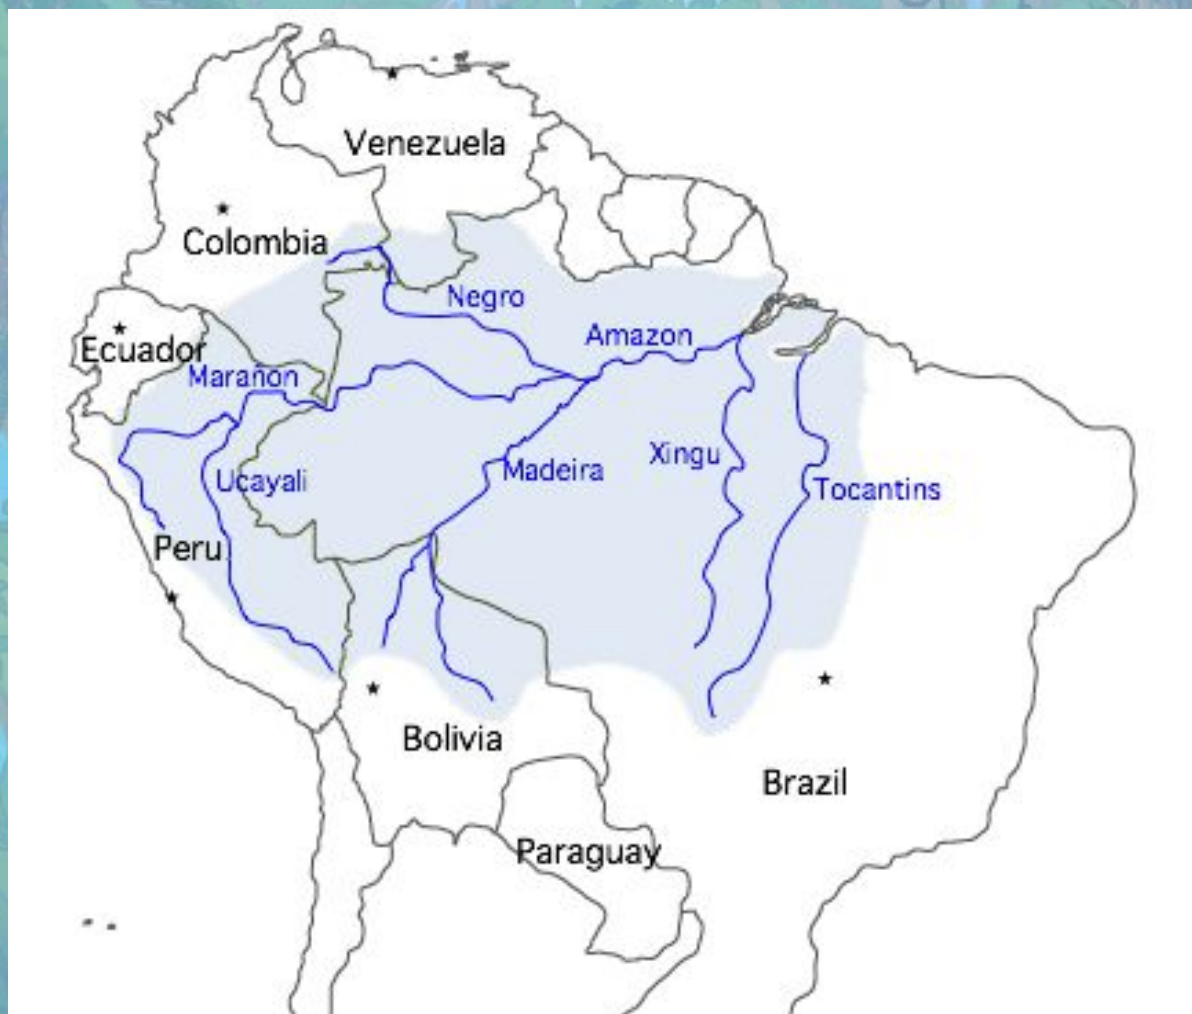 Venezuela
Colombia
Negro
Amazon
Ecuador
Marañon
Xingu
Madeira
Ucayali
Tocantins
Peru
Bolivia
Brazil
Paraguay